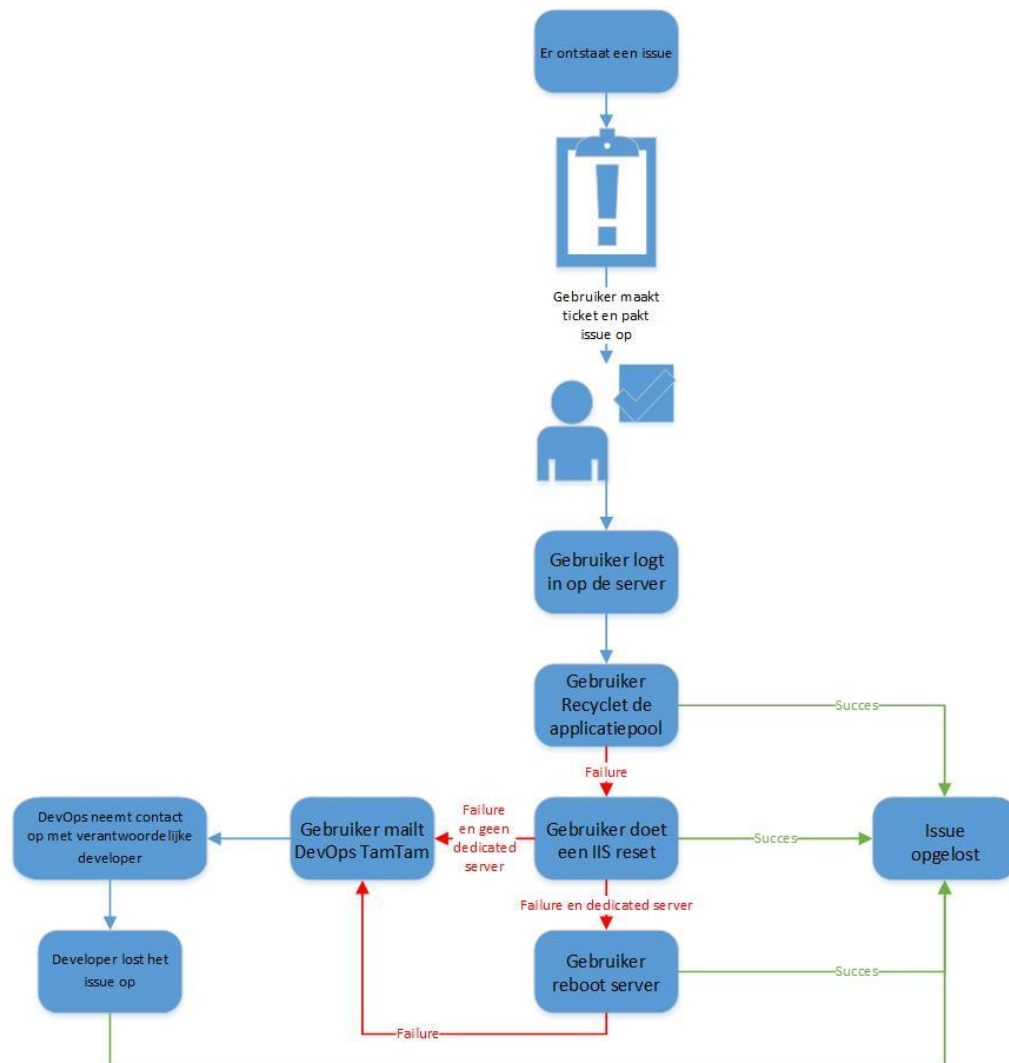 Er ontstaat een issue
Gebruiker maakt
ticket en pakt
issue op
Gebruiker logt
in op de server
Gebruiker
Recyclet de
applicatiepool
Succes
Failure
DevOps neemt contact
op met verantwoordelijke
developer
Gebruiker mailt
DevOps TamTam
Failure
en geen
dedicated
server
Gebruiker doet
een IIS reset
Succes
Issue
opgelost
Failure en dedicated server
Developer lost het
issue op
Gebruiker
reboot server
Succes
Failure